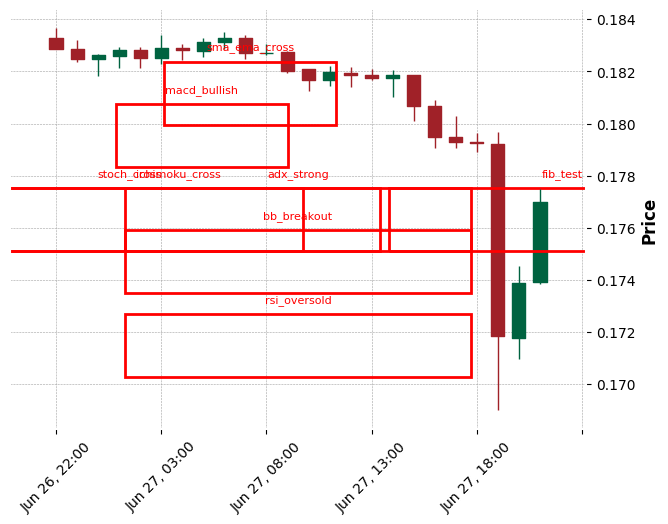 0.184
sma_ema_cross
0.182
macd_bullish
0.180
stoch_cross
ichimoku_cross
adx_strong
fib_test
0.178
bb_breakout
0.176
Price
0.174
rsi_oversold
0.172
0.170
Jun 26, 22:00
Jun 27, 03:00
Jun 27, 08:00
Jun 27, 13:00
Jun 27, 18:00